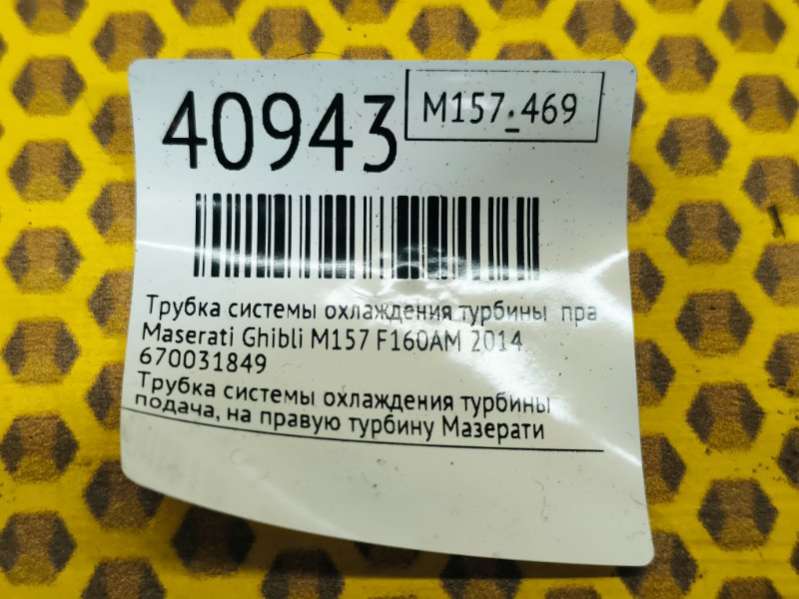 40943
M157.-469
Трубка системы охлаждения турбины пра
Maserati Ghibli M157 F160AM 2014
670031849
Трубка системы охлаждения турбины
подача, на правую турбину Мазерати